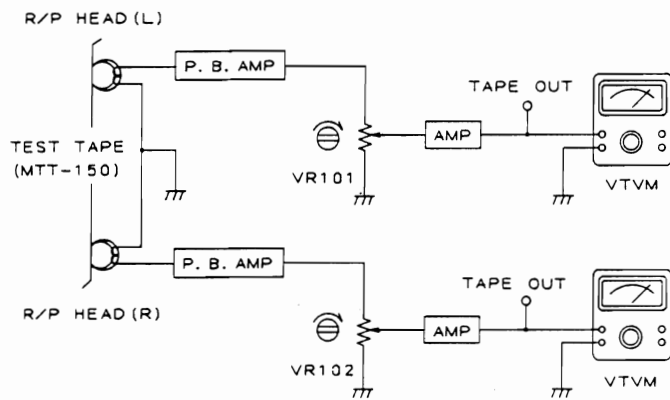 R/P HEAD (L)
P. B. AMP
TAPE OUT
TEST TAPE
(MTT-150)
AMP
VR101
VTVM
P. B. AMP
TAPE OUT
R/P HEAD (R)
AMP
VR102
VTVM